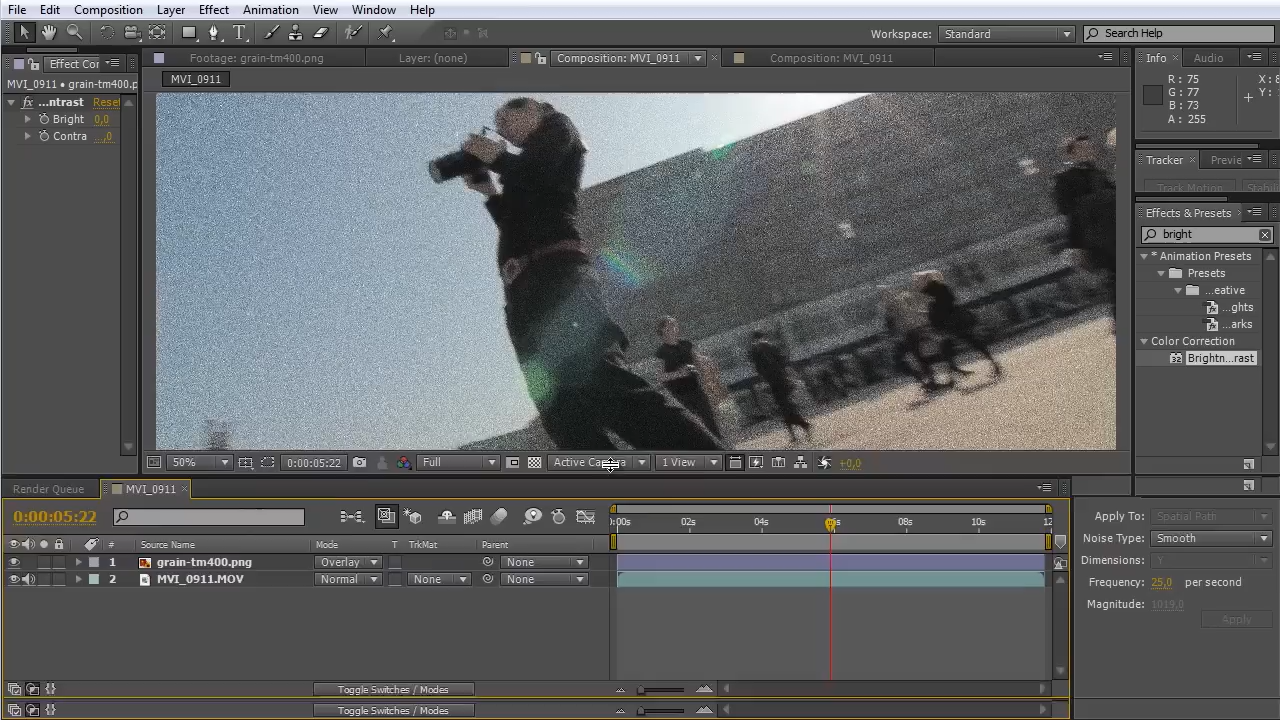 File Edit Composition Layer Effect Animation View Window Help
Workspace: Standard Search Help
Effect Cor Footage: grain-tm400.png Layer: (none) Composition: MVI_0911 Composition: MVI_0911 Info Audio
MVI_0911 • grain-tm400.p MVI_0911
fx ...ntrast Reset
Bright 0,0
Contra ...,0
R : 75
G : 77
B : 73
A : 255
X : 8
Y :
Tracker Previe
Track Motion Stabili
Effects & Presets
bright
* Animation Presets
Presets
...eative
...ghts
...arks
Color Correction
32 Brightn...rast
50% 0:00:05:22 Full Active Camera 1 View +0,0
Render Queue MVI_0911
0:00:05:22
:00s 02s 04s 06s 08s 10s 12
# Source Name Mode T TrkMat Parent
1 grain-tm400.png Overlay None
2 MVI_0911.MOV Normal None None
Toggle Switches / Modes
Toggle Switches / Modes
Apply To: Spatial Path
Noise Type: Smooth
Dimensions: Y
Frequency: 25,0 per second
Magnitude: 1019,0
Apply